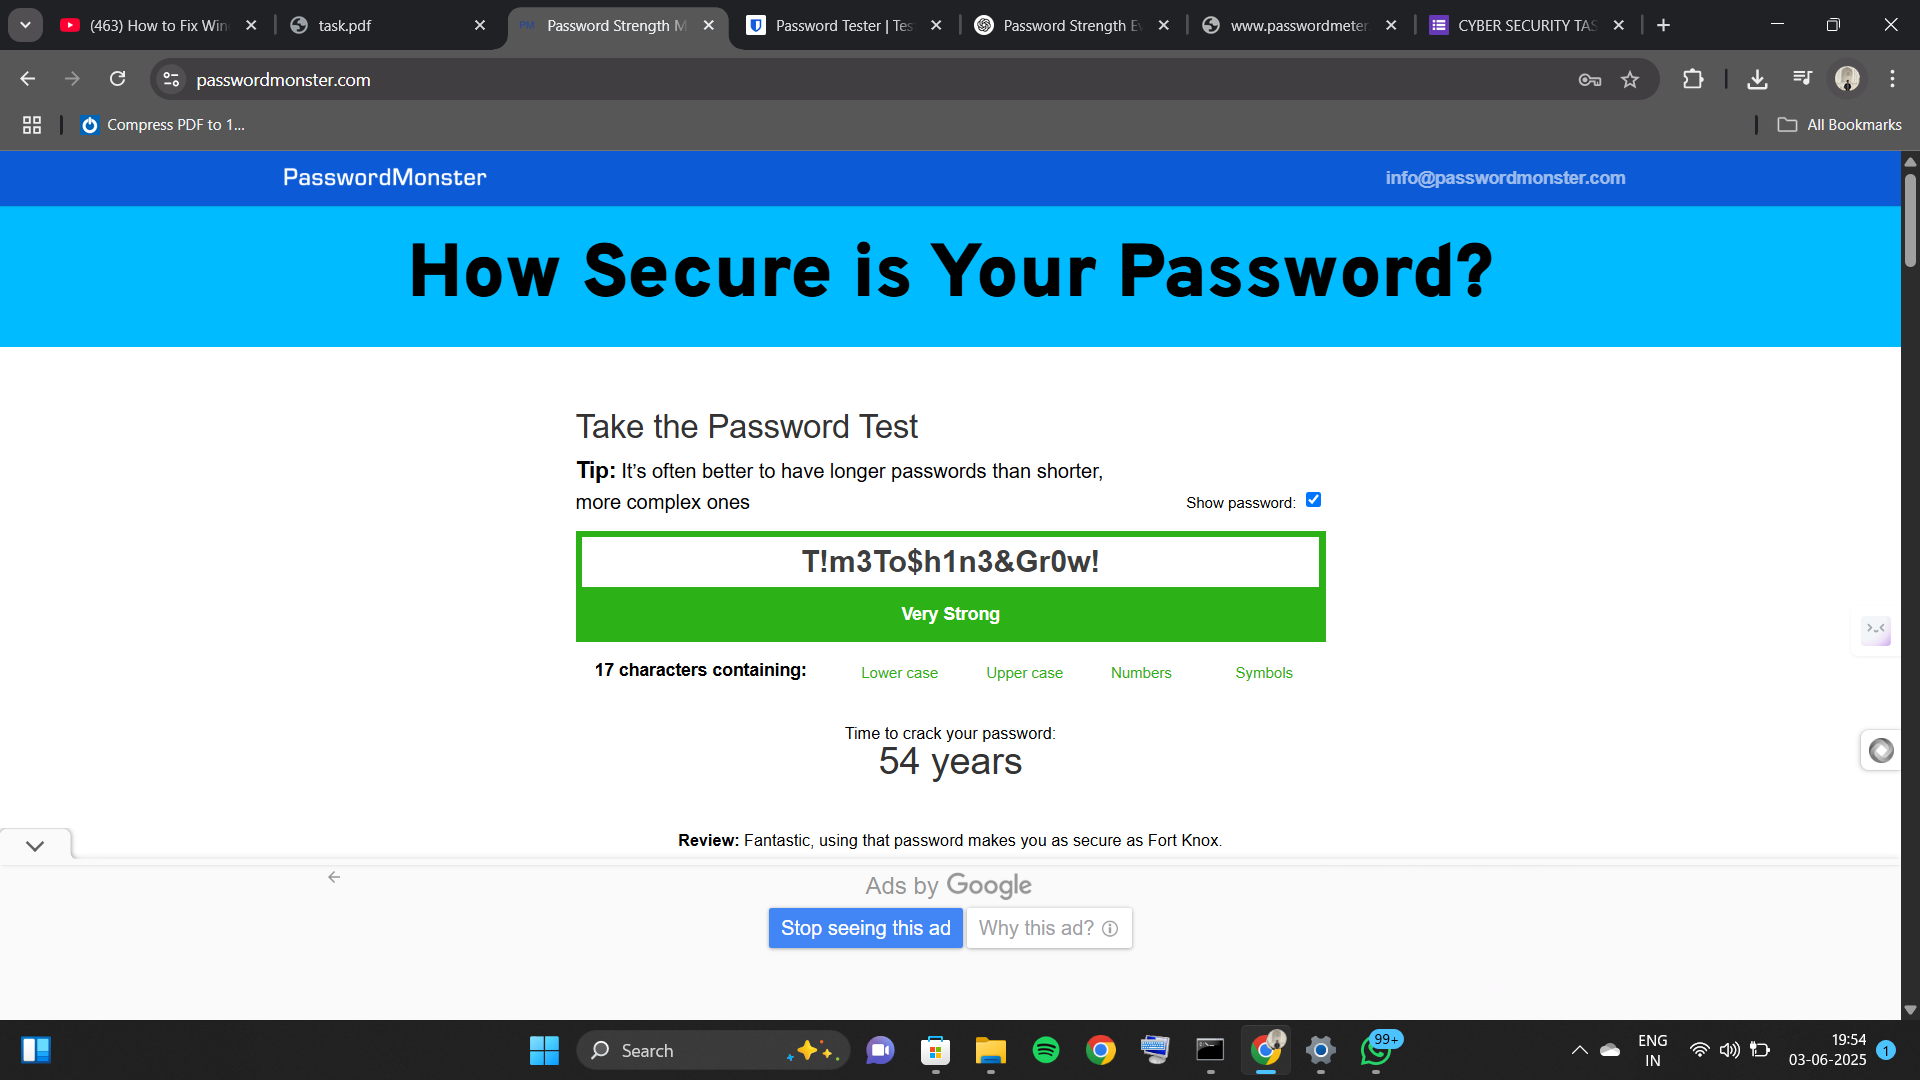 (463) How to Fix Win
task.pdf
PM Password Strength M
Password Tester | Tes
Password Strength Ev
www.passwordmeter
CYBER SECURITY TAS
passwordmonster.com
Compress PDF to 1...
All Bookmarks
PasswordMonster
info@passwordmonster.com
How Secure is Your Password?
Take the Password Test
Tip: It's often better to have longer passwords than shorter,
more complex ones
Show password:
T!m3To$h1n3&Gr0w!
Very Strong
17 characters containing:
Lower case
Upper case
Numbers
Symbols
Time to crack your password:
54 years
Review: Fantastic, using that password makes you as secure as Fort Knox.
Ads by Google
Stop seeing this ad
Why this ad?
Search
99+
ENG
IN
19:54
03-06-2025
1